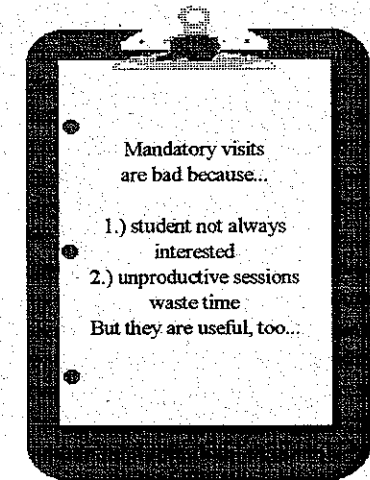 Mandatory visits
are bad because...
1.) student not always
interested
2.) unproductive sessions
waste time
But they are useful, too...